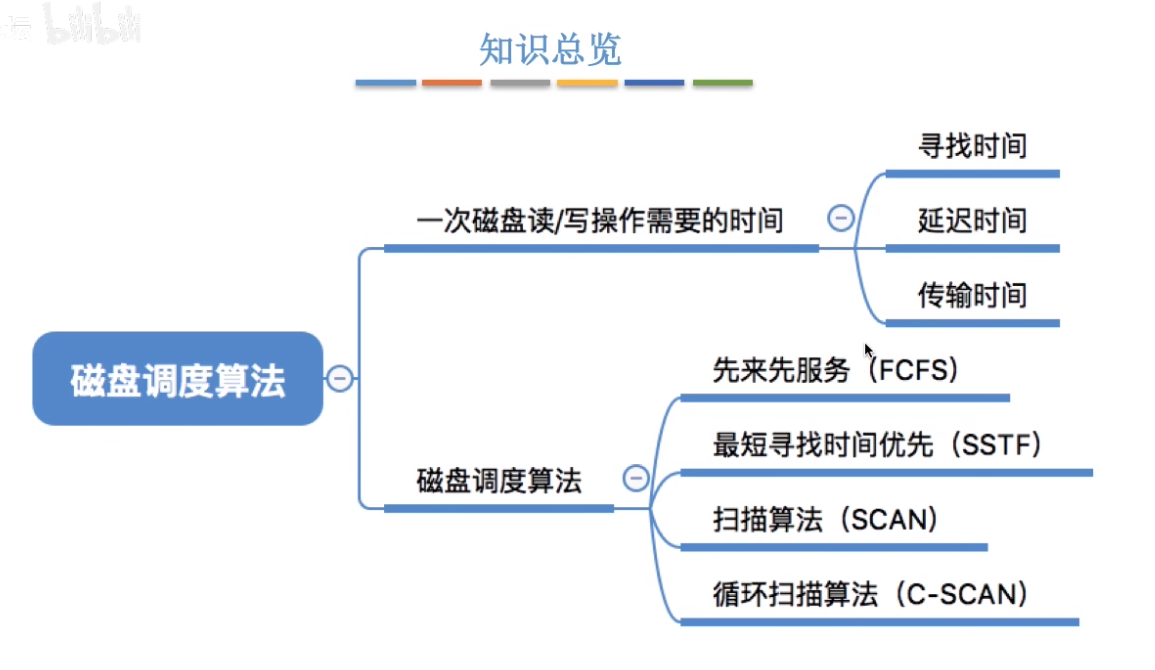 bilibili
知识总览
寻找时间
一次磁盘读/写操作需要的时间
延迟时间
传输时间
磁盘调度算法
先来先服务（FCFS）
最短寻找时间优先（SSTF）
磁盘调度算法
扫描算法（SCAN）
循环扫描算法（C-SCAN）